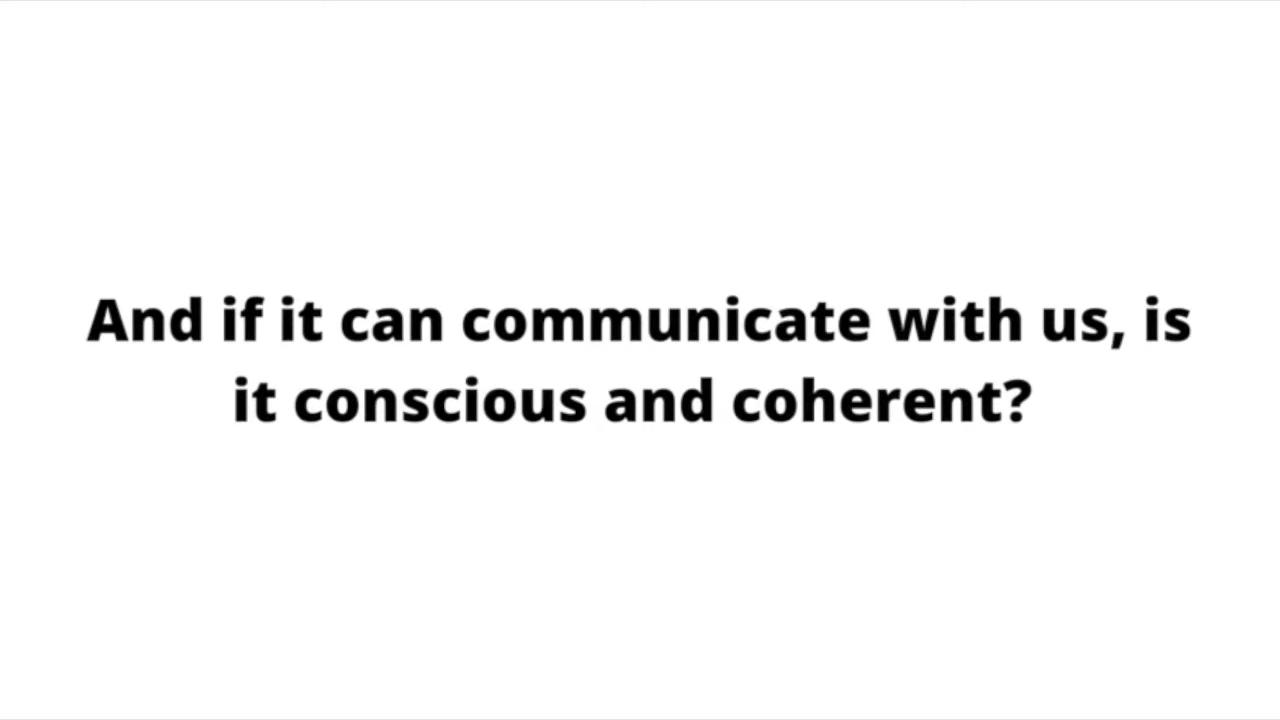 And if it can communicate with us, is
it conscious and coherent?